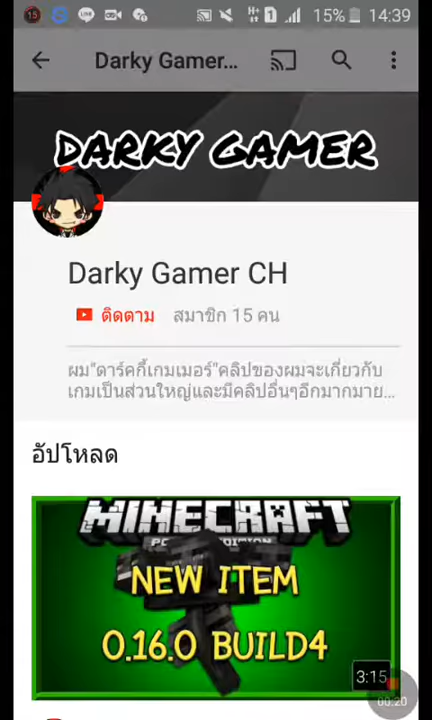 15
LINE
H+
1
15%
14:39
Darky Gamer...
DARKY GAMER
Darky Gamer CH
ติดตาม
สมาชิก 15 คน
ผม"ดาร์คกี้เกมเมอร์"คลิปของผมจะเกี่ยวกับ
เกมเป็นส่วนใหญ่และมีคลิปอื่นๆอีกมากมาย...
อัปโหลด
MINECRAFT
NEW ITEM
0.16.0 BUILD4
3:15
00:20